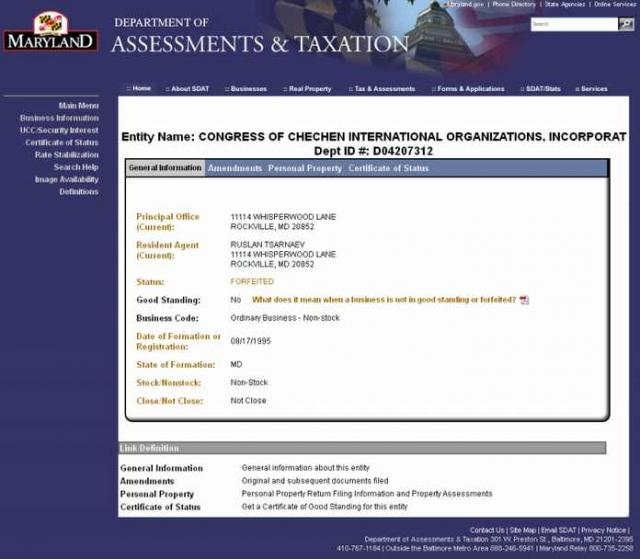 Maryland.gov | Phone Directory | State Agencies | Online Services
MARYLAND
DEPARTMENT OF
ASSESSMENTS & TAXATION
Search
:: Home :: About SDAT :: Businesses :: Real Property :: Tax & Assessments :: Forms & Applications :: SDAT/Stats :: Services
Main Menu
Business Information
UCC/Security Interest
Certificate of Status
Rate Stabilization
Search Help
Image Availability
Definitions
Entity Name: CONGRESS OF CHECHEN INTERNATIONAL ORGANIZATIONS, INCORPORAT
Dept ID #: D04207312
General Information Amendments Personal Property Certificate of Status
Principal Office
(Current):
11114 WHISPERWOOD LANE
ROCKVILLE, MD 20852
Resident Agent
(Current):
RUSLAN TSARNAEV
11114 WHISPERWOOD LANE
ROCKVILLE, MD 20852
Status: FORFEITED
Good Standing: No What does it mean when a business is not in good standing or forfeited?
Business Code: Ordinary Business - Non-stock
Date of Formation or
Registration:
08/17/1995
State of Formation: MD
Stock/Nonstock: Non-Stock
Close/Not Close: Not Close
Link Definition
General Information General information about this entity
Amendments Original and subsequent documents filed
Personal Property Personal Property Return Filing Information and Property Assessments
Certificate of Status Get a Certificate of Good Standing for this entity
Contact Us | Site Map | Email SDAT | Privacy Notice |
Department of Assessments & Taxation 301 W. Preston St., Baltimore, MD 21201-2395
410-767-1184 | Outside the Baltimore Metro Area 888-246-5941 | Maryland Relay 800-735-2258